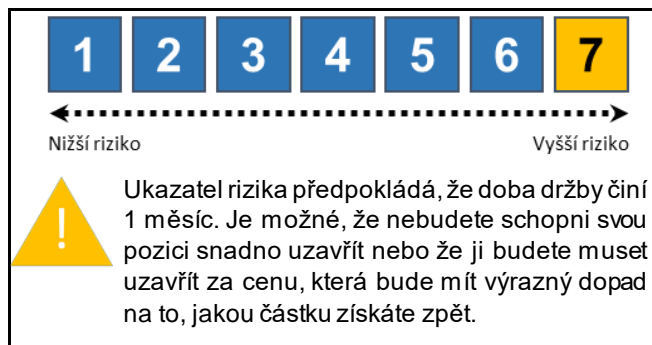 1 2 3 4 5 6 7
Nižší riziko Vyšší riziko
!
Ukazatel rizika předpokládá, že doba držby činí
1 měsíc. Je možné, že nebudete schopni svou
pozici snadno uzavřít nebo že ji budete muset
uzavřít za cenu, která bude mít výrazný dopad
na to, jakou částku získáte zpět.